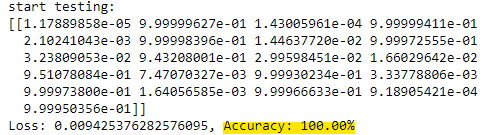 start testing:
[[1.17889858e-05 9.99999627e-01 1.43005961e-04 9.99999411e-01
2.10241043e-03 9.99998396e-01 1.44637720e-02 9.99972555e-01
3.23809053e-02 9.43208001e-01 2.99598451e-02 1.66029642e-02
9.51078084e-01 7.47070327e-03 9.99930234e-01 3.33778806e-03
9.99973800e-01 1.64056585e-03 9.99966633e-01 9.18905421e-04
9.99950356e-01]]
Loss: 0.009425376282576095, Accuracy: 100.00%